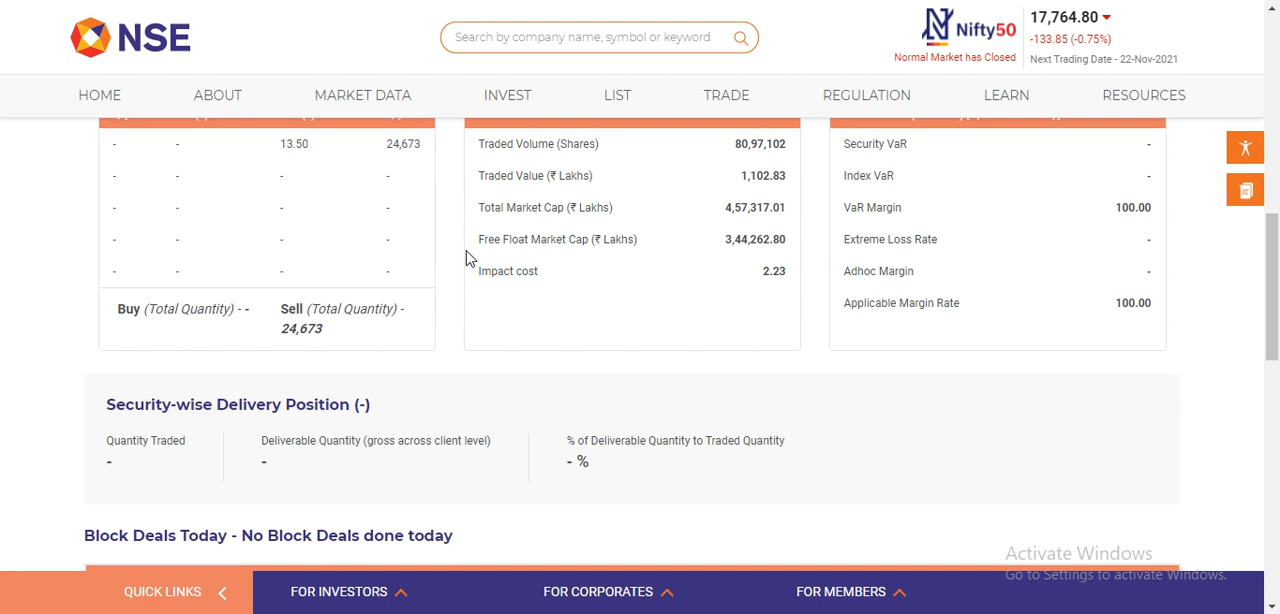 NSE
Search by company name, symbol or keyword
Nifty50
17,764.80
-133.85 (-0.75%)
Normal Market has Closed
Next Trading Date - 22-Nov-2021
HOME ABOUT MARKET DATA INVEST LIST TRADE REGULATION LEARN RESOURCES
- - 13.50 24,673
- - - -
- - - -
- - - -
- - - -
Buy (Total Quantity) - -
Sell (Total Quantity) -
24,673
Traded Volume (Shares) 80,97,102
Traded Value (₹ Lakhs) 1,102.83
Total Market Cap (₹ Lakhs) 4,57,317.01
Free Float Market Cap (₹ Lakhs) 3,44,262.80
Impact cost 2.23
Security VaR -
Index VaR -
VaR Margin 100.00
Extreme Loss Rate -
Adhoc Margin -
Applicable Margin Rate 100.00
Security-wise Delivery Position (-)
Quantity Traded
-
Deliverable Quantity (gross across client level)
-
% of Deliverable Quantity to Traded Quantity
- %
Block Deals Today - No Block Deals done today
Activate Windows
Go to Settings to activate Windows.
QUICK LINKS FOR INVESTORS FOR CORPORATES FOR MEMBERS